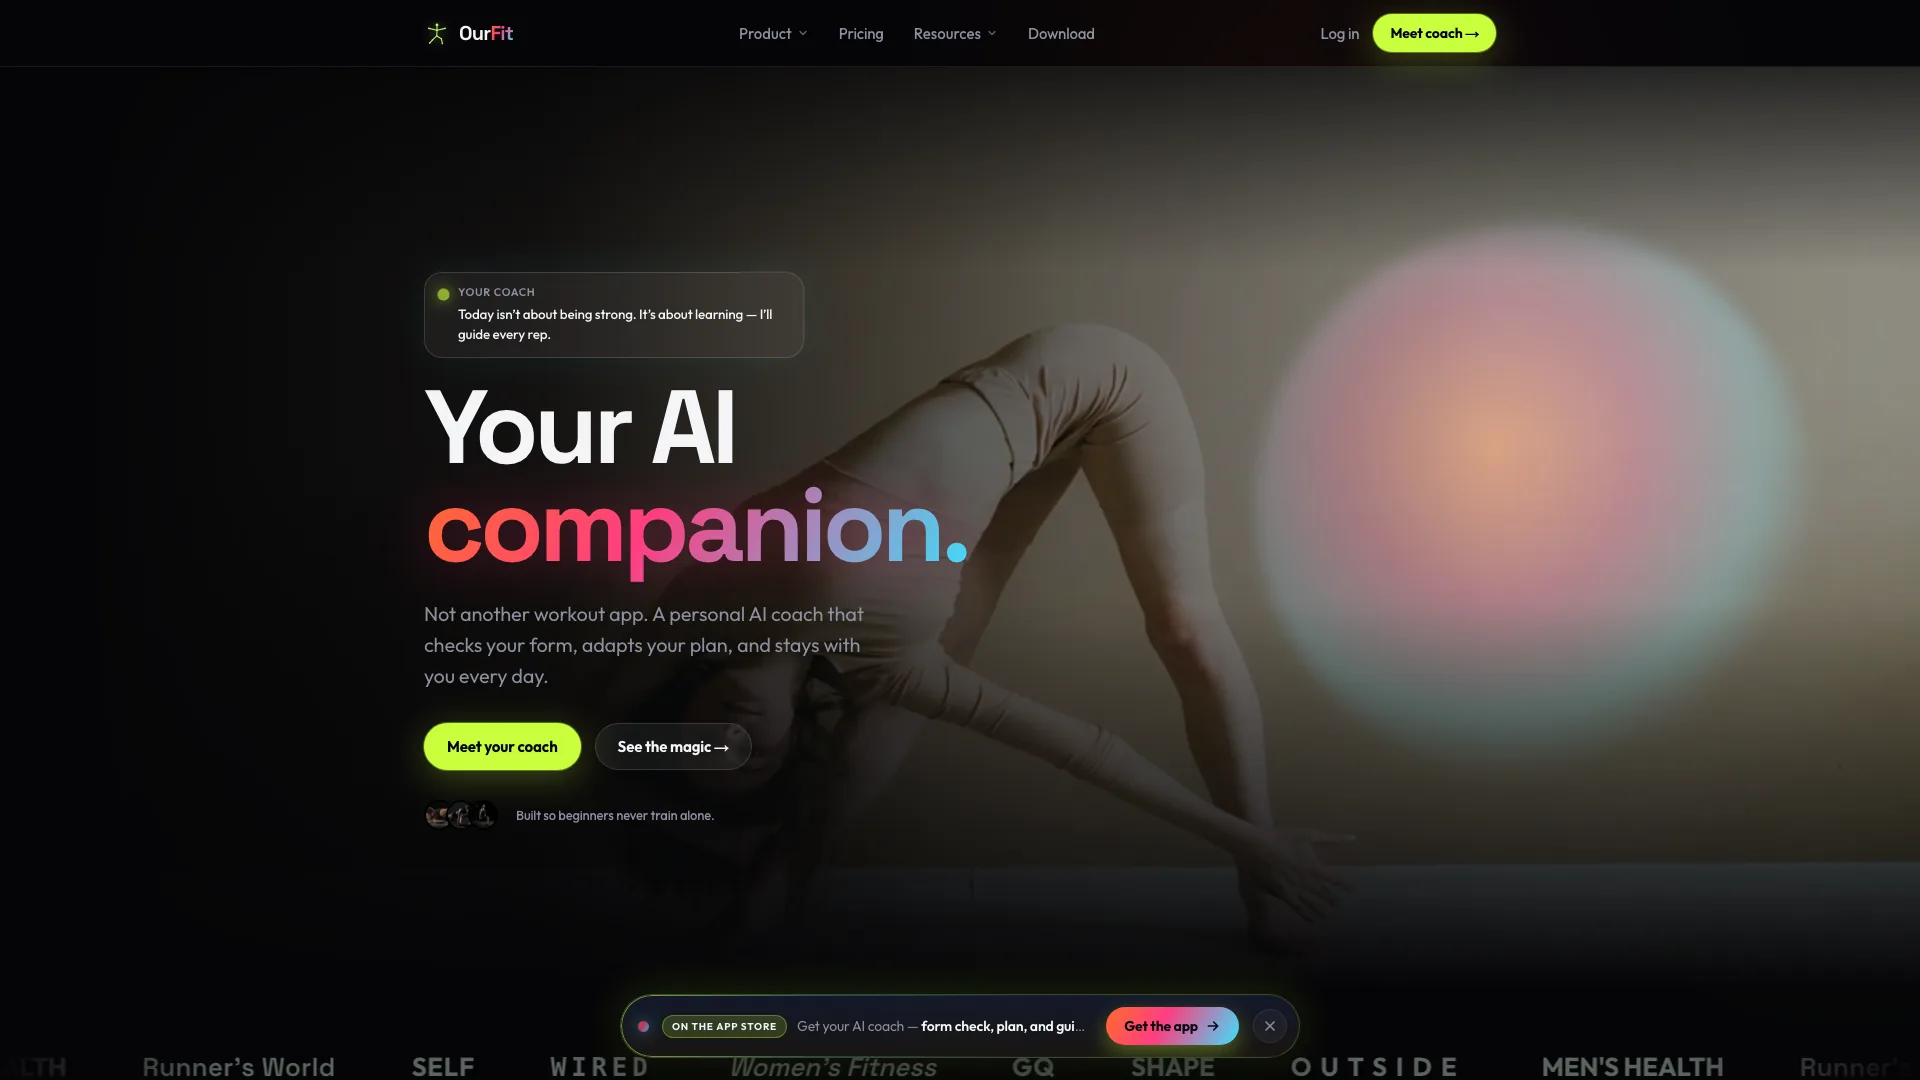 OurFit
Product
Pricing
Resources
Download
Log in
Meet coach →
YOUR COACH
Today isn’t about being strong. It’s about learning — I’ll
guide every rep.
Your AI
companion.
Not another workout app. A personal AI coach that
checks your form, adapts your plan, and stays with
you every day.
Meet your coach
See the magic →
Built so beginners never train alone.
ON THE APP STORE
Get your AI coach — form check, plan, and gui...
Get the app →
ALTH
Runner’s World
SELF
WIRED
Women’s Fitness
GQ
SHAPE
OUTSIDE
MEN'S HEALTH
Runner’s